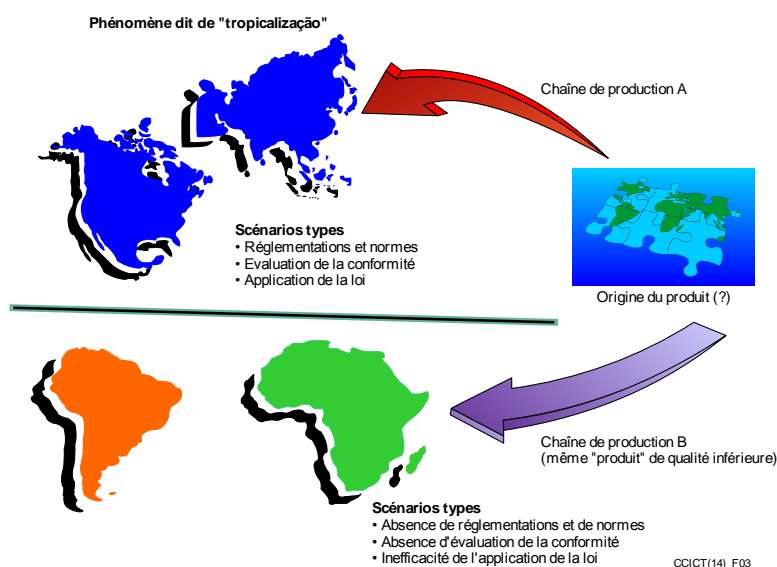 Phénomène dit de "tropicalização"
Chaîne de production A
Scénarios types
• Réglementations et normes
• Evaluation de la conformité
• Application de la loi
Origine du produit (?)
Chaîne de production B
(même "produit" de qualité inférieure)
Scénarios types
• Absence de réglementations et de normes
• Absence d'évaluation de la conformité
• Inefficacité de l'application de la loi
CCICT(14)_F03